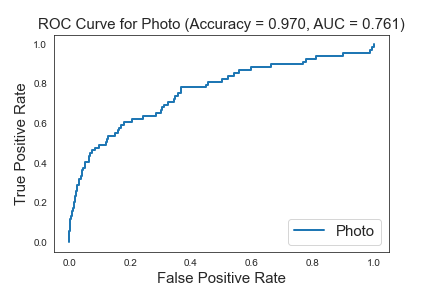 ROC Curve for Photo (Accuracy = 0.970, AUC = 0.761)
True Positive Rate
1.0
0.8
0.6
0.4
0.2
0.0
Photo
0.0 0.2 0.4 0.6 0.8 1.0
False Positive Rate